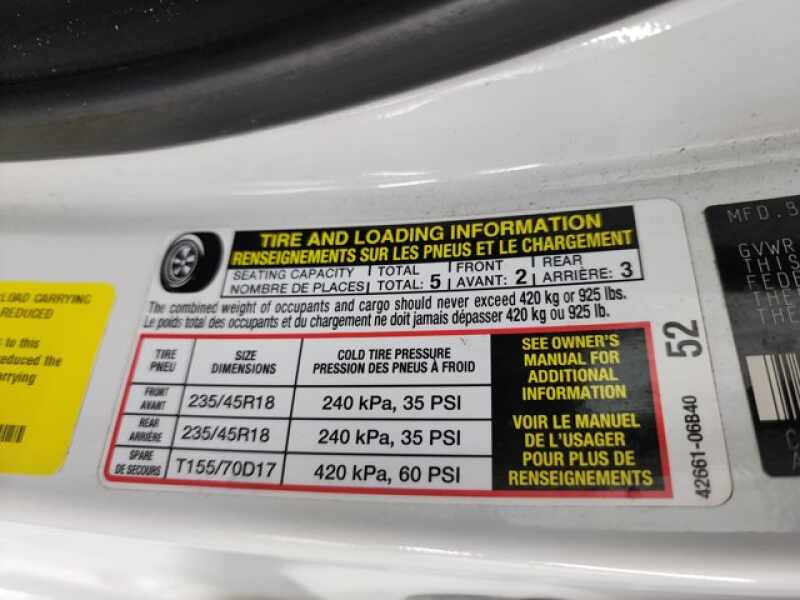 TIRE AND LOADING INFORMATION
RENSEIGNEMENTS SUR LES PNEUS ET LE CHARGEMENT
SEATING CAPACITY TOTAL FRONT REAR
NOMBRE DE PLACES TOTAL: 5 AVANT: 2 ARRIÈRE: 3
The combined weight of occupants and cargo should never exceed 420 kg or 925 lbs.
Le poids total des occupants et du chargement ne doit jamais dépasser 420 kg ou 925 lb.
TIRE
PNEU
SIZE
DIMENSIONS
COLD TIRE PRESSURE
PRESSION DES PNEUS À FROID
FRONT
AVANT
235/45R18
240 kPa, 35 PSI
REAR
ARRIÈRE
235/45R18
240 kPa, 35 PSI
SPARE
DE SECOURS
T155/70D17
420 kPa, 60 PSI
SEE OWNER'S
MANUAL FOR
ADDITIONAL
INFORMATION
VOIR LE MANUEL
DE L'USAGER
POUR PLUS DE
RENSEIGNEMENTS
52
42661-06B40
LOAD CARRYING
REDUCED
to this
reduced the
MFD.
GVWR
THIS
THE